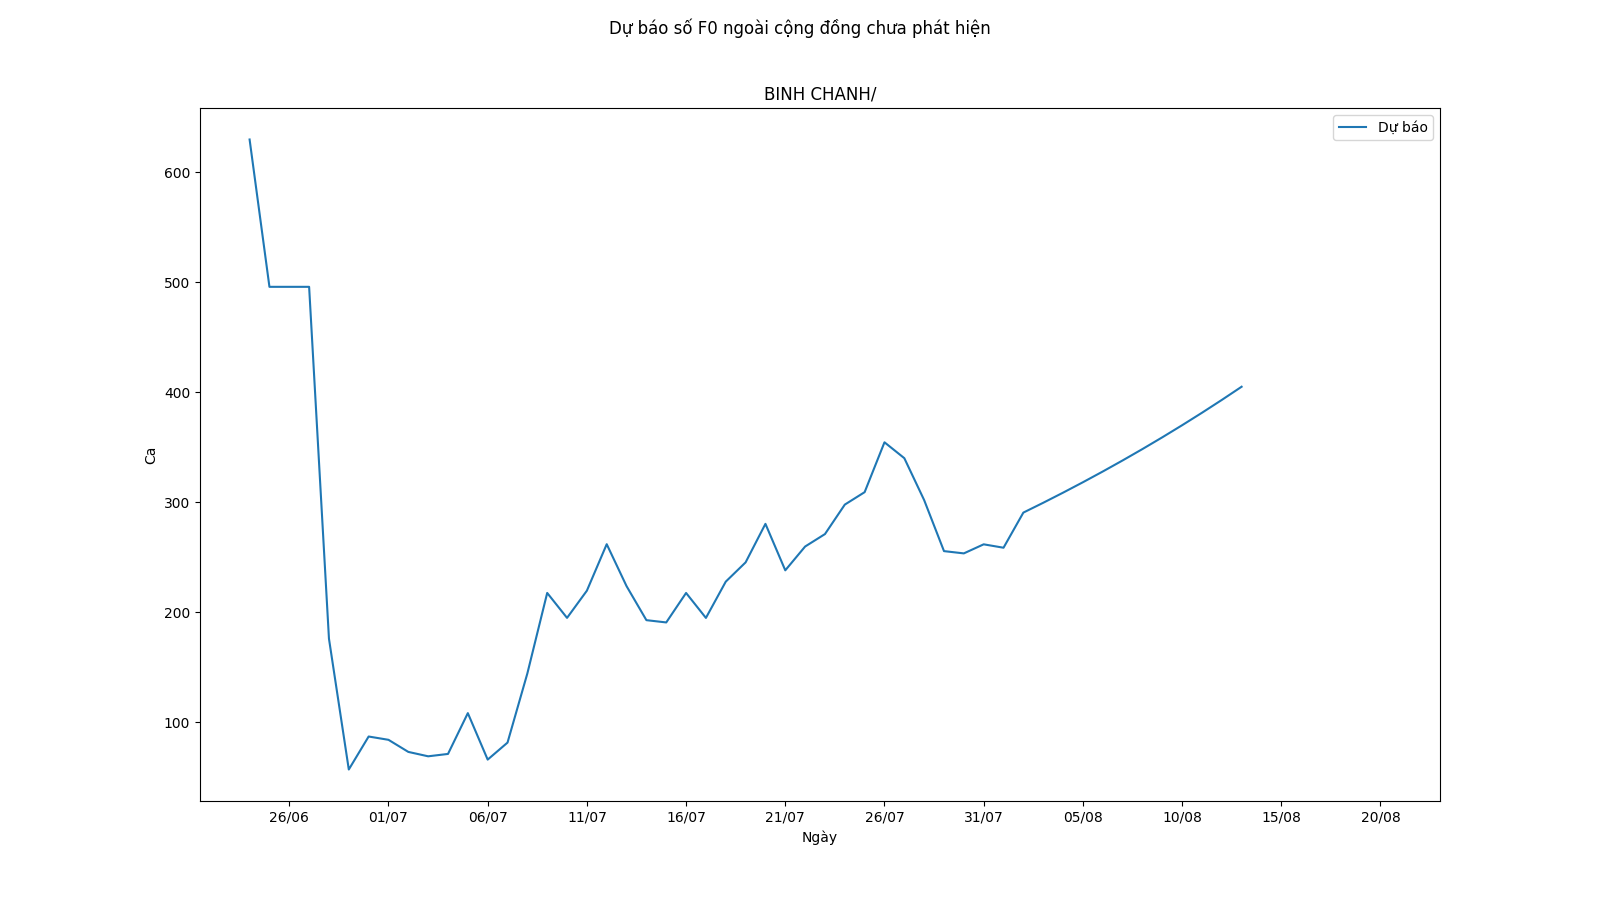 Dự báo số F0 ngoài cộng đồng chưa phát hiện
BINH CHANH/
Dự báo
600
500
400
300
200
100
Ca
26/06 01/07 06/07 11/07 16/07 21/07 26/07 31/07 05/08 10/08 15/08 20/08
Ngày